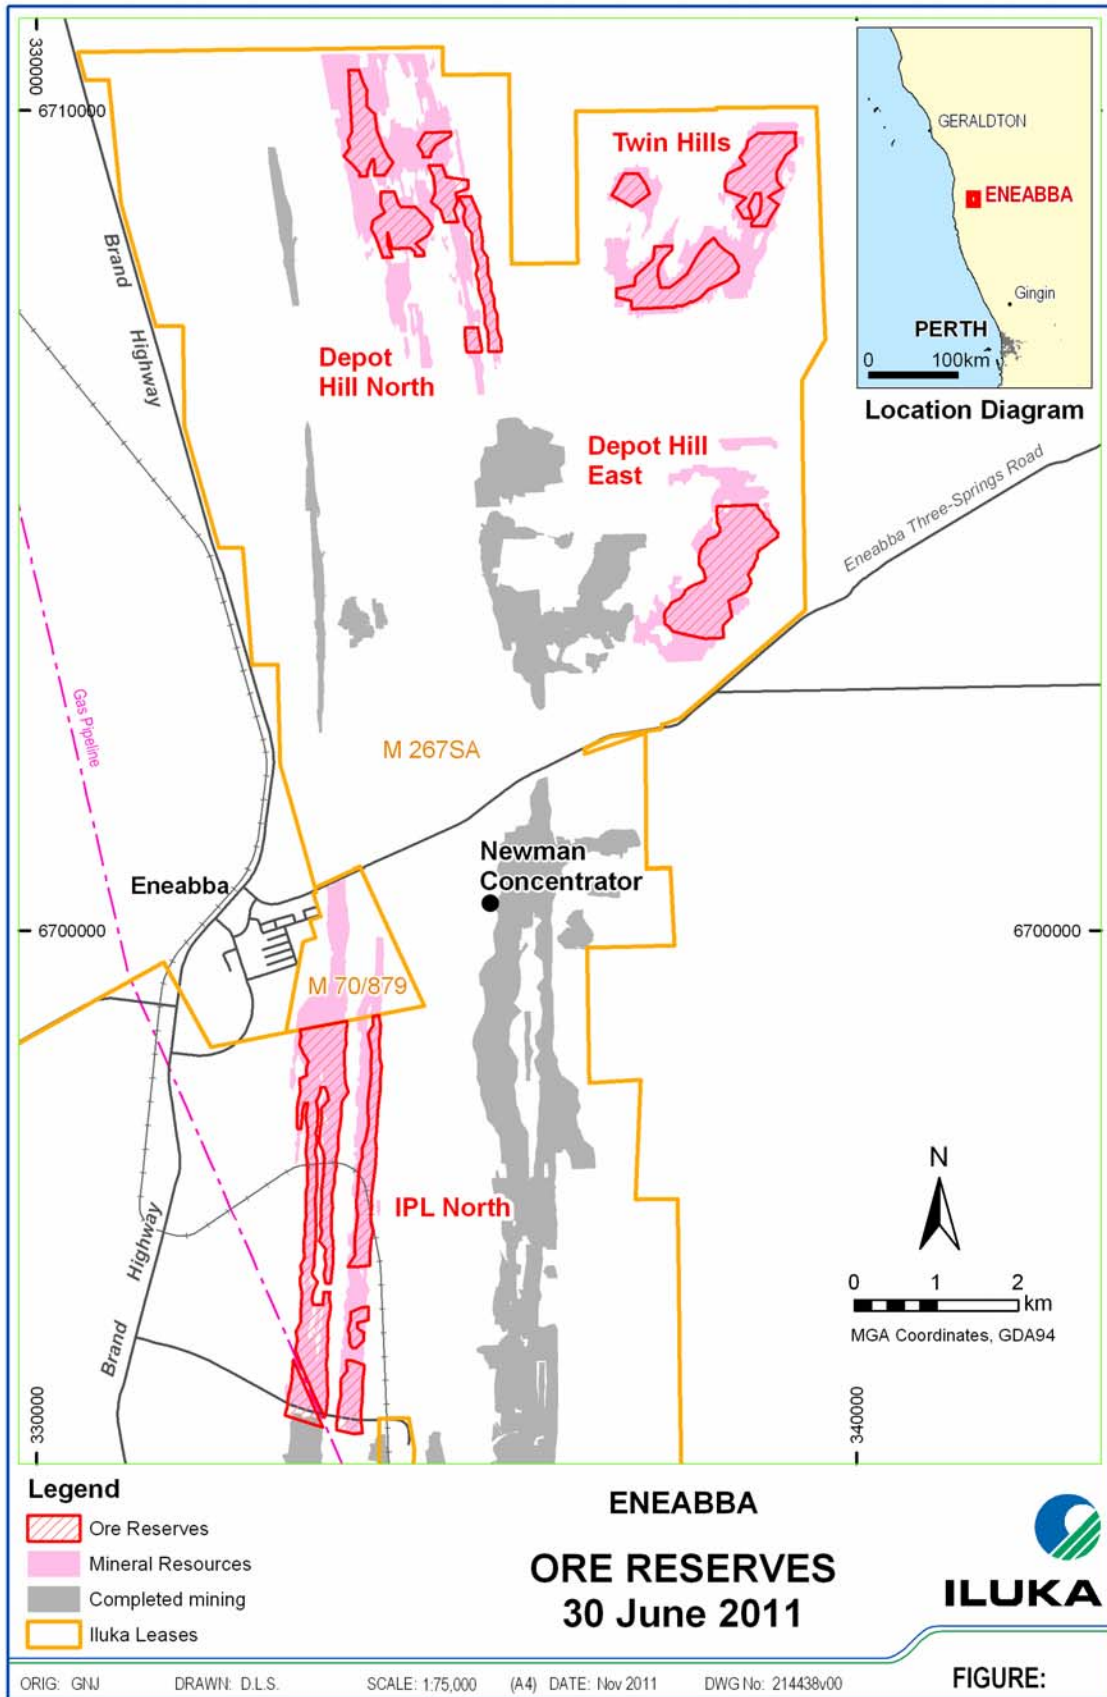 330000
6710000
GERALDTON
ENEABBA
Gingin
PERTH
0 100km
Location Diagram
Twin Hills
Brand
Highway
Depot
Hill North
Depot Hill
East
Eneabba Three-Springs Road
Gas Pipeline
M 267SA
Newman
Concentrator
Eneabba
6700000
6700000
M 70/879
IPL North
Highway
Brand
N
0 1 2
km
MGA Coordinates, GDA94
330000
340000
Legend
Ore Reserves
Mineral Resources
Completed mining
Iluka Leases
ENEABBA
ORE RESERVES
30 June 2011
ILUKA
ORIG: GNJ DRAWN: D.L.S. SCALE: 1:75,000 (A4) DATE: Nov 2011 DWG No: 214438v00
FIGURE: